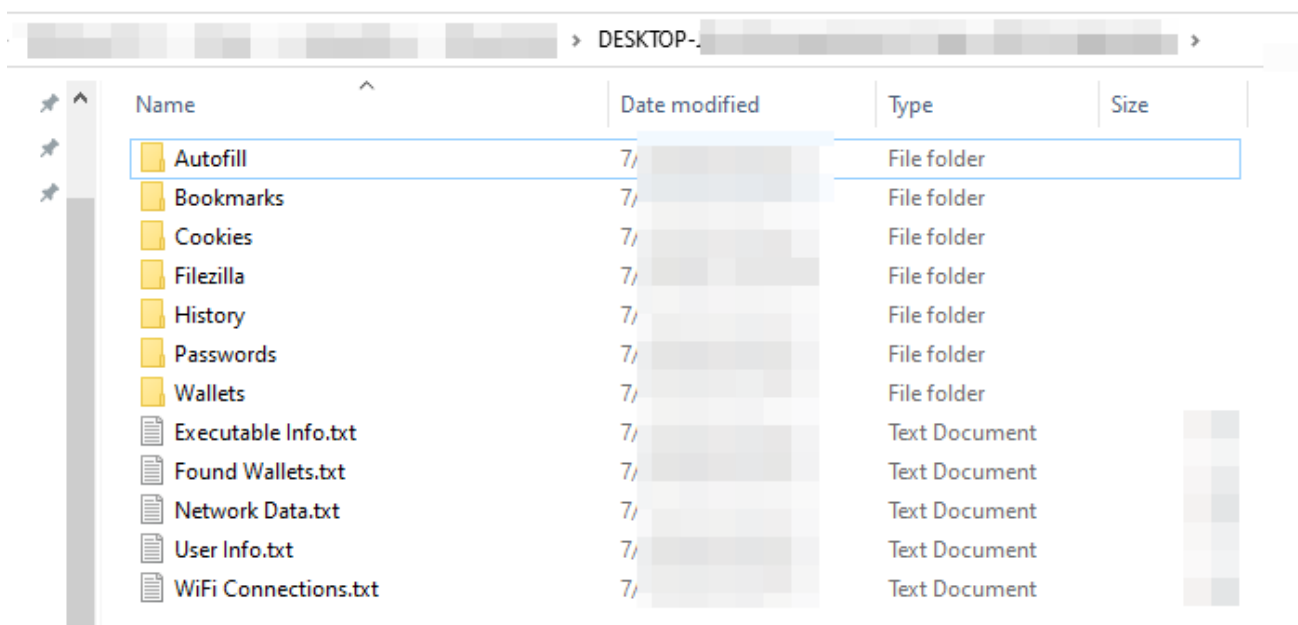 > DESKTOP- >
Name Date modified Type Size
Autofill 7/ File folder
Bookmarks 7/ File folder
Cookies 7/ File folder
Filezilla 7/ File folder
History 7/ File folder
Passwords 7/ File folder
Wallets 7/ File folder
Executable Info.txt 7/ Text Document
Found Wallets.txt 7/ Text Document
Network Data.txt 7/ Text Document
User Info.txt 7/ Text Document
WiFi Connections.txt 7/ Text Document